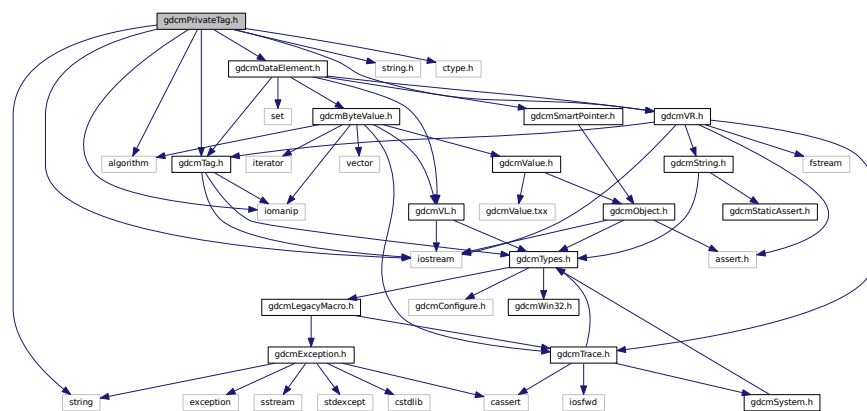 gdcmPrivateTag.h
gdcmDataElement.h
string.h
ctype.h
set
gdcmByteValue.h
gdcmSmartPointer.h
gdcmVR.h
algorithm
gdcmTag.h
iterator
vector
gdcmValue.h
gdcmString.h
fstream
iomanip
gdcmVL.h
gdcmValue.txx
gdcmObject.h
gdcmStaticAssert.h
iostream
gdcmTypes.h
assert.h
gdcmLegacyMacro.h
gdcmConfigure.h
gdcmWin32.h
gdcmException.h
gdcmTrace.h
string
exception
sstream
stdexcept
cstdlib
cassert
iosfwd
gdcmSystem.h